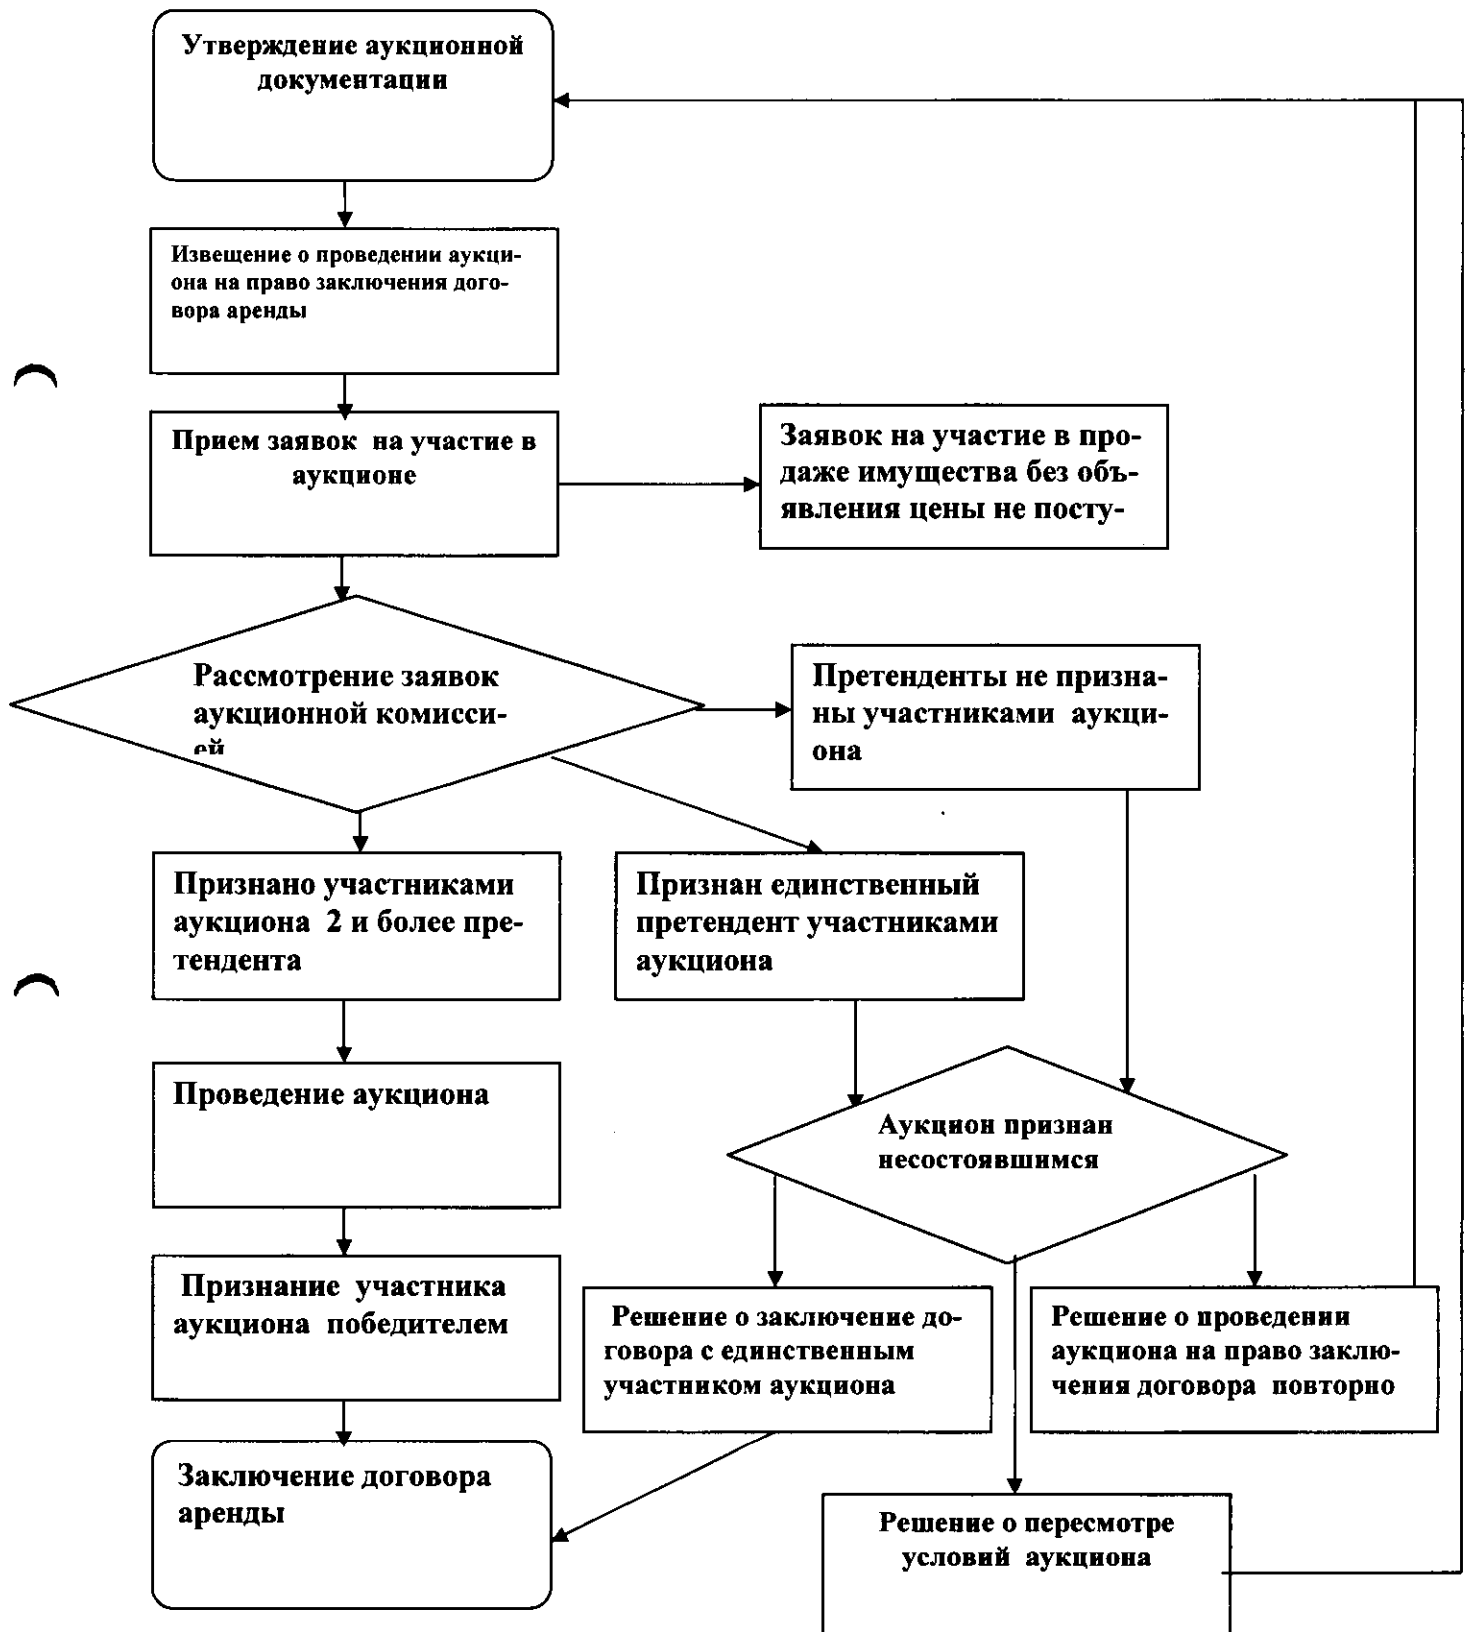 Утверждение аукционной
документации
Извещение о проведении аукци-
она на право заключения дого-
вора аренды
Прием заявок на участие в
аукционе
Заявок на участие в про-
даже имущества без объ-
явления цены не посту-
Рассмотрение заявок
аукционной комисси-
ей
Претенденты не призна-
ны участниками аукци-
она
Признано участниками
аукциона 2 и более пре-
тендента
Признан единственный
претендент участниками
аукциона
Проведение аукциона
Аукцион признан
несостоявшимся
Признание участника
аукциона победителем
Решение о заключение до-
говора с единственным
участником аукциона
Решение о проведении
аукциона на право заклю-
чения договора повторно
Заключение договора
аренды
Решение о пересмотре
условий аукциона